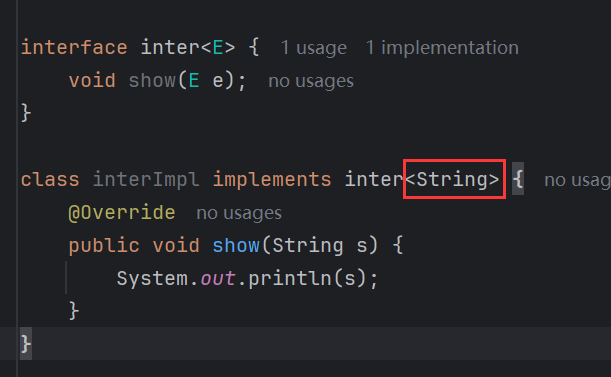 interface inter<E> {  1 usage  1 implementation
    void show(E e);  no usages
}
class interImpl implements inter<String> {  no usag
    @Override  no usages
    public void show(String s) {
        System.out.println(s);
    }
}